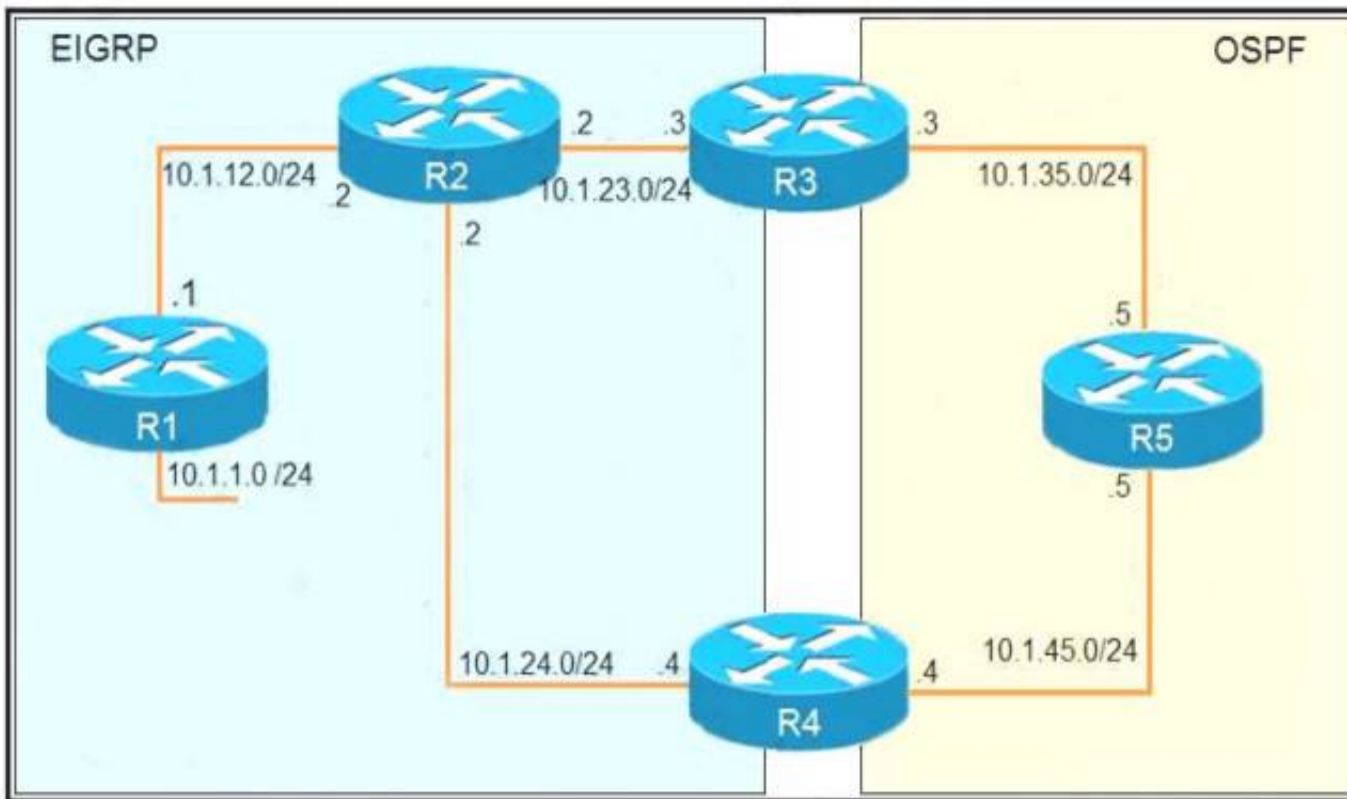 EIGRP
OSPF
R2
.2
.3
R3
.3
10.1.12.0/24
.2
10.1.23.0/24
10.1.35.0/24
.2
.1
R1
10.1.1.0 /24
.5
R5
.5
10.1.24.0/24
.4
R4
.4
10.1.45.0/24